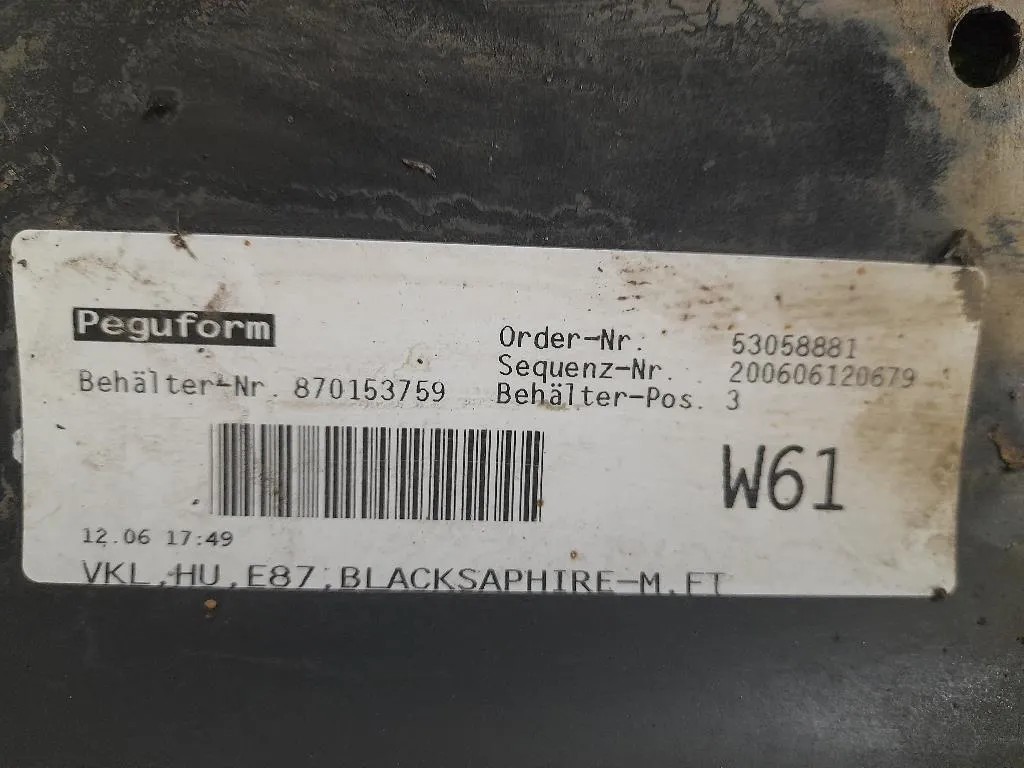 Peguform
Behälter-Nr. 870153759
Order-Nr. 53058881
Sequenz-Nr. 200606120679
Behälter-Pos. 3
W61
12.06 17:49
VKL,HU,E87,BLACKSAPHIRE-M,FT